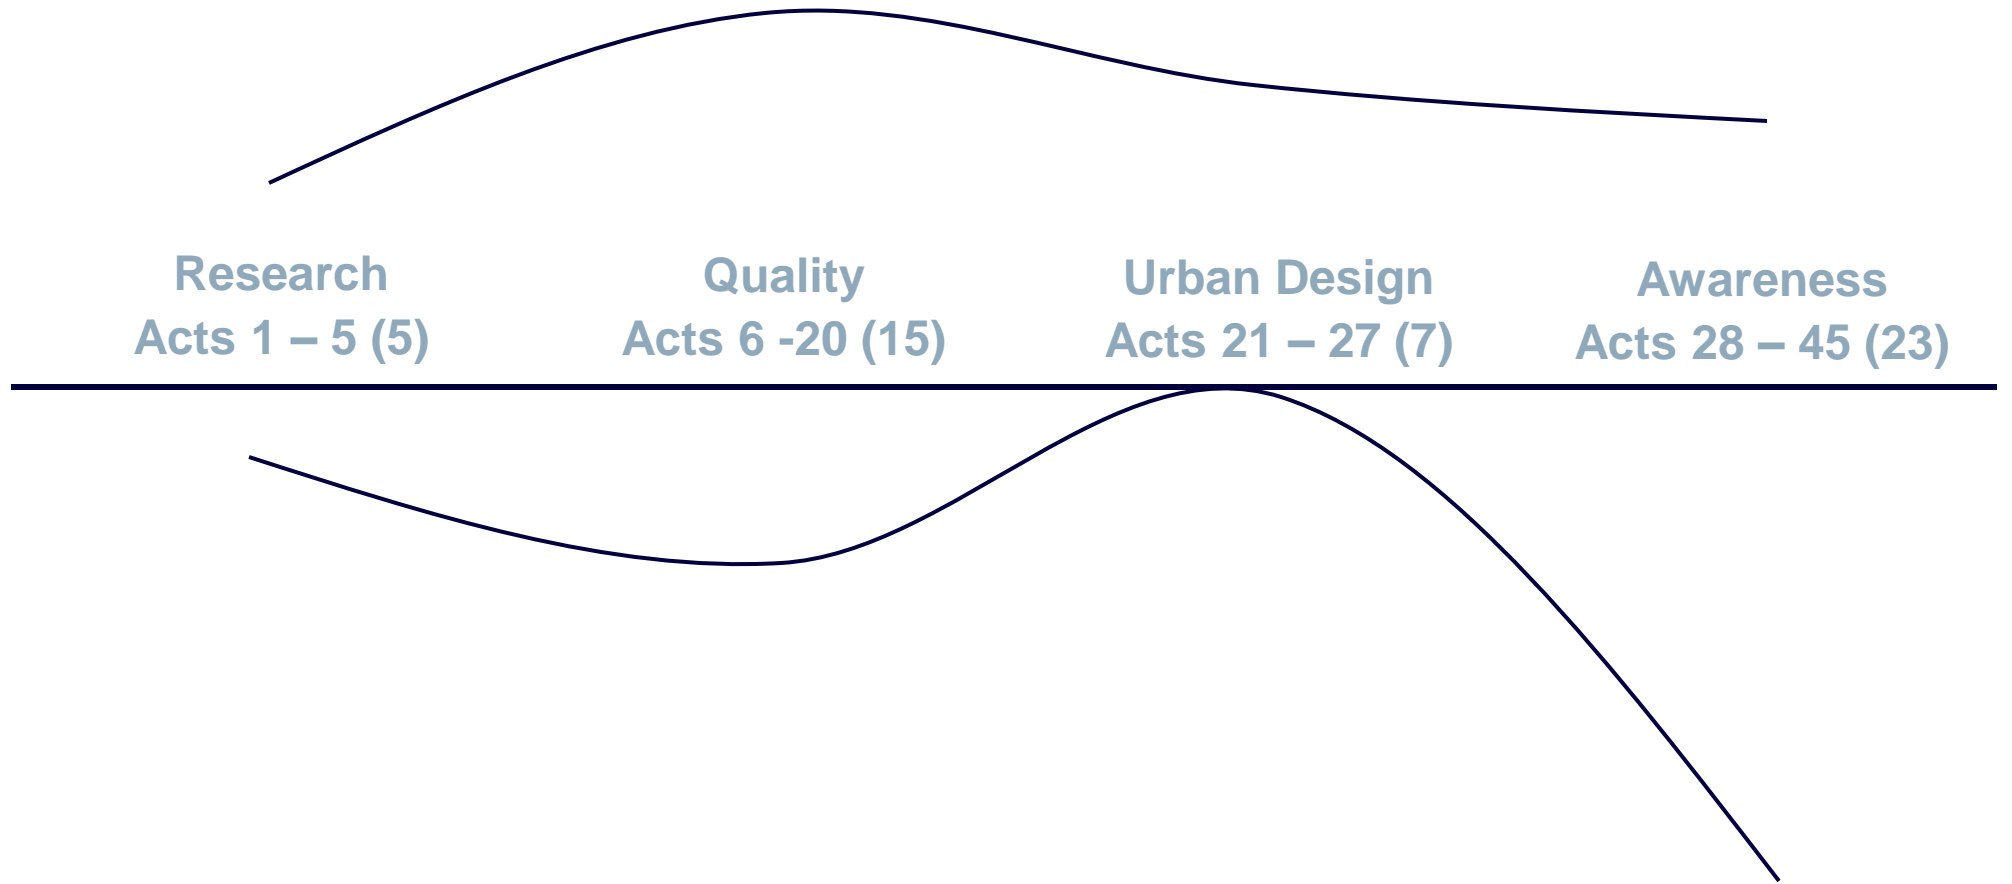 Research
Acts 1 – 5 (5)
Quality
Acts 6 -20 (15)
Urban Design
Acts 21 – 27 (7)
Awareness
Acts 28 – 45 (23)